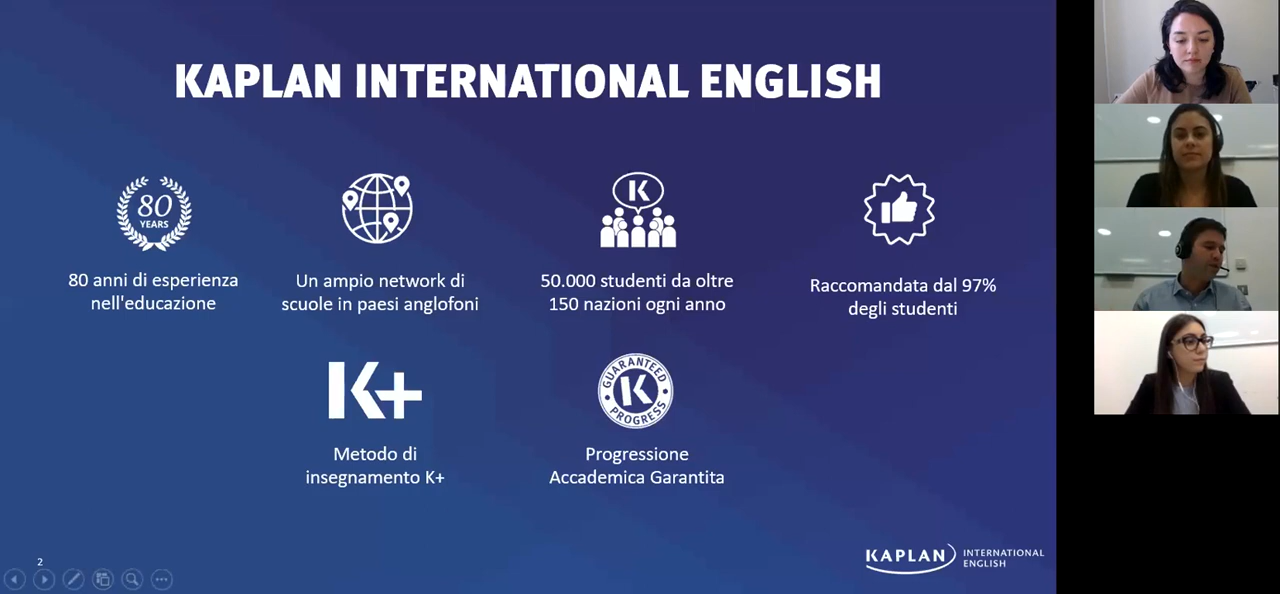 KAPLAN INTERNATIONAL ENGLISH
80
YEARS
80 anni di esperienza
nell'educazione
Un ampio network di
scuole in paesi anglofoni
K
50.000 studenti da oltre
150 nazioni ogni anno
Raccomandata dal 97%
degli studenti
K+
Metodo di
insegnamento K+
GUARANTEED
K
PROGRESS
Progressione
Accademica Garantita
2
KAPLAN
INTERNATIONAL
ENGLISH